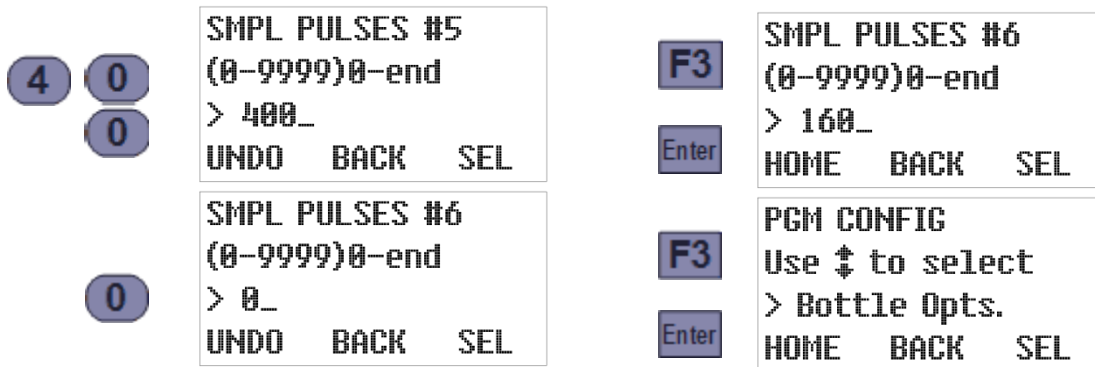 4 0
0
SMPL PULSES #5
(0-9999)0-end
> 400_
UNDO BACK SEL
F3
Enter
SMPL PULSES #6
(0-9999)0-end
> 160_
HOME BACK SEL
0
SMPL PULSES #6
(0-9999)0-end
> 0_
UNDO BACK SEL
F3
Enter
PGM CONFIG
Use ↕ to select
> Bottle Opts.
HOME BACK SEL